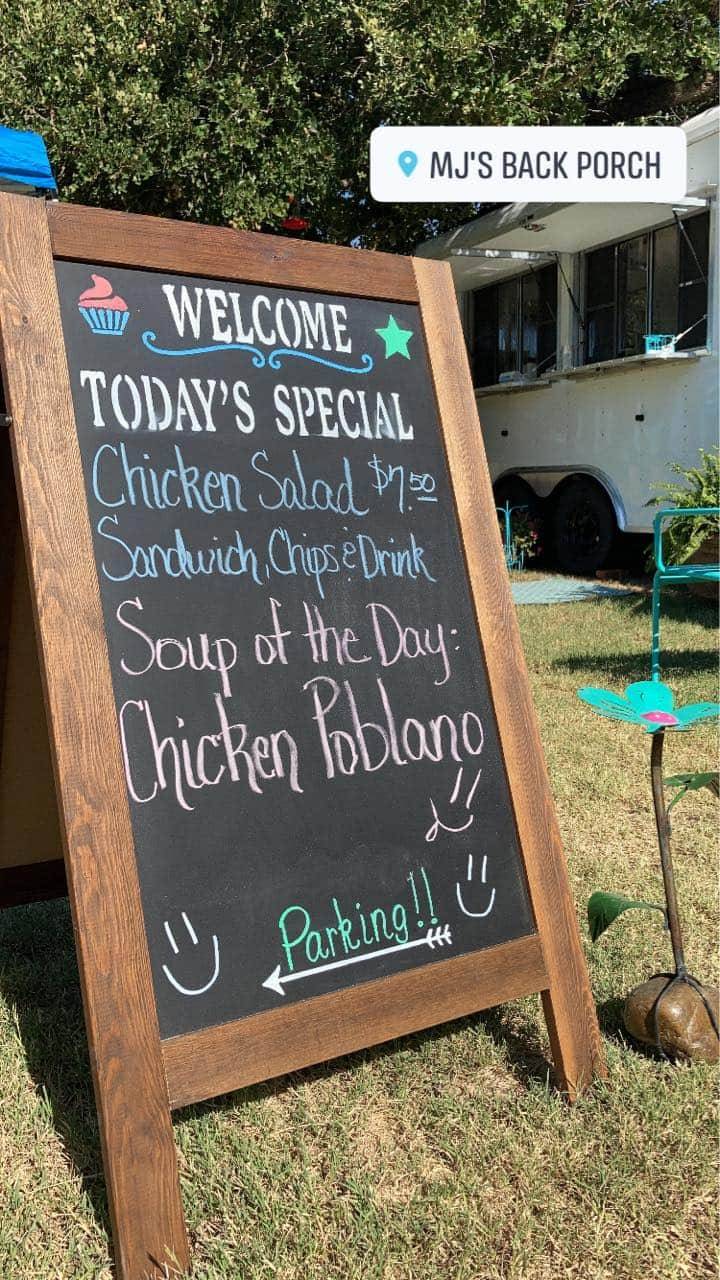 MJ'S BACK PORCH
WELCOME
TODAY'S SPECIAL
Chicken Salad $7.50
Sandwich, Chips & Drink
Soup of the Day:
Chicken Poblano
Parking!!